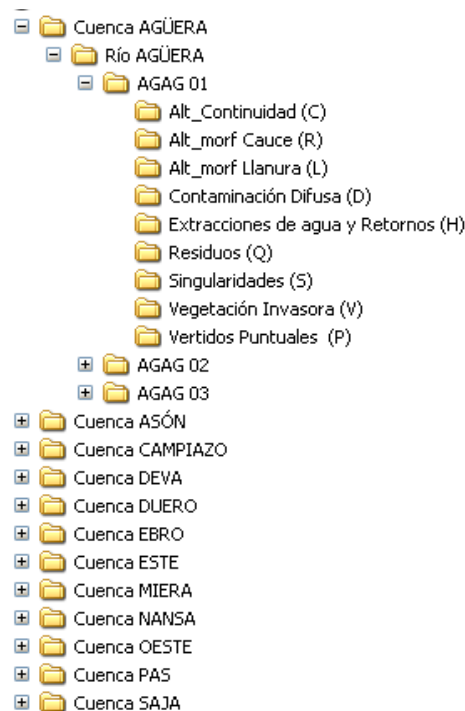 Cuenca AGÜERA
Río AGÜERA
AGAG 01
Alt_Continuidad (C)
Alt_morf Cauce (R)
Alt_morf Llanura (L)
Contaminación Difusa (D)
Extracciones de agua y Retornos (H)
Residuos (Q)
Singularidades (S)
Vegetación Invasora (V)
Vertidos Puntuales (P)
AGAG 02
AGAG 03
Cuenca ASÓN
Cuenca CAMPIAZO
Cuenca DEVA
Cuenca DUERO
Cuenca EBRO
Cuenca ESTE
Cuenca MIERA
Cuenca NANSA
Cuenca OESTE
Cuenca PAS
Cuenca SAJA